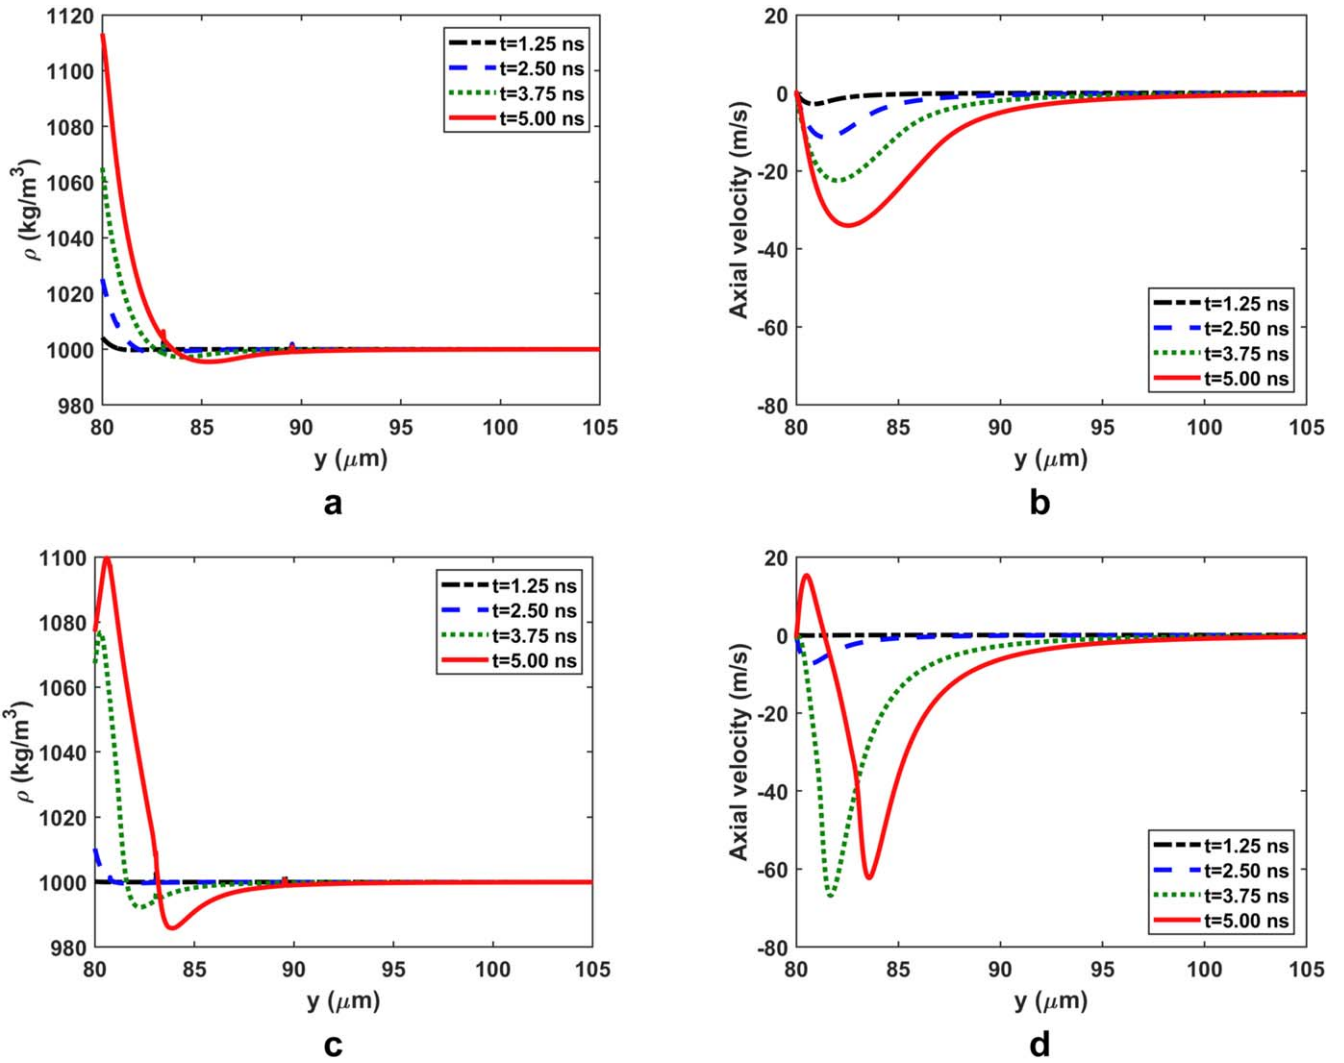 1120
1100
1080
1060
1040
1020
1000
980
ρ (kg/m³)
80 85 90 95 100 105
y (μm)
t=1.25 ns
t=2.50 ns
t=3.75 ns
t=5.00 ns
a
20
0
-20
-40
-60
-80
Axial velocity (m/s)
80 85 90 95 100 105
y (μm)
t=1.25 ns
t=2.50 ns
t=3.75 ns
t=5.00 ns
b
1100
1080
1060
1040
1020
1000
980
ρ (kg/m³)
80 85 90 95 100 105
y (μm)
t=1.25 ns
t=2.50 ns
t=3.75 ns
t=5.00 ns
c
20
0
-20
-40
-60
-80
Axial velocity (m/s)
80 85 90 95 100 105
y (μm)
t=1.25 ns
t=2.50 ns
t=3.75 ns
t=5.00 ns
d